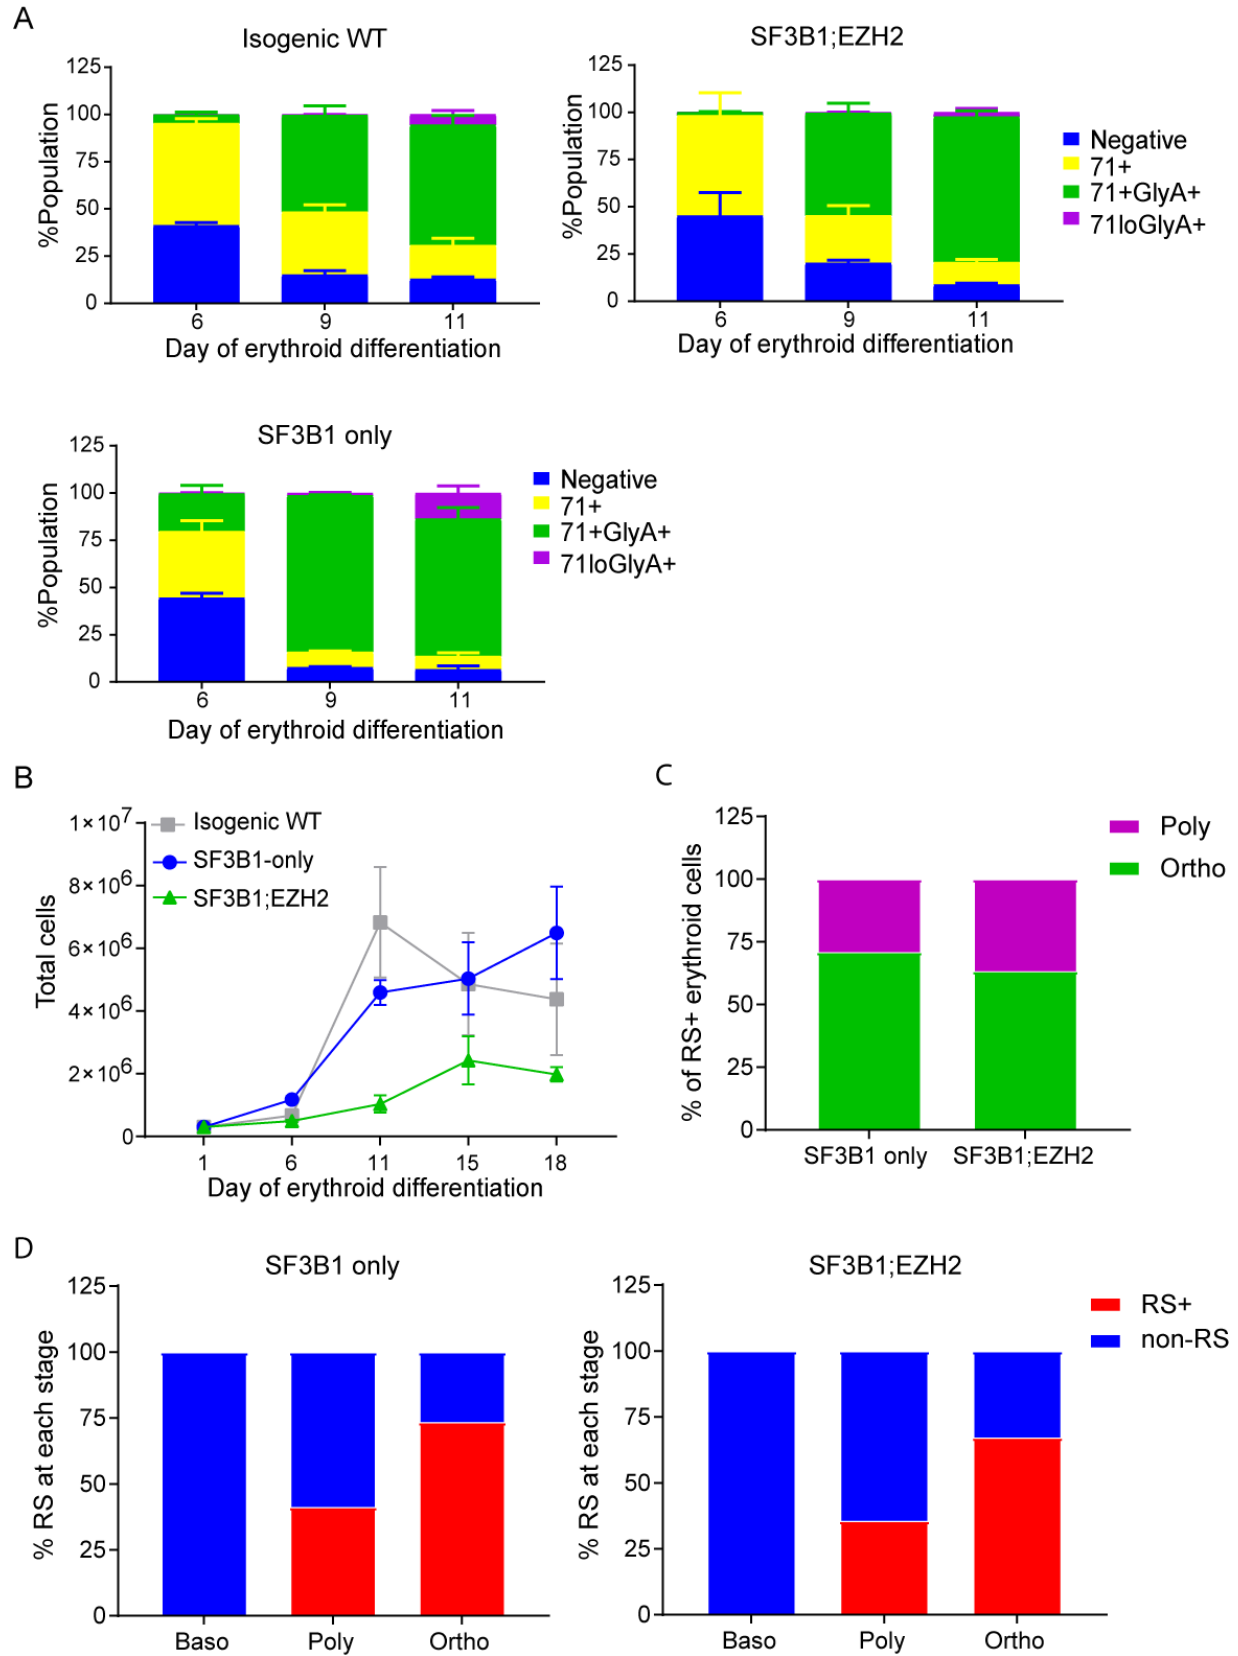 A
Isogenic WT
SF3B1;EZH2
125
100
75
50
25
0
%Population
6 9 11
Day of erythroid differentiation
125
100
75
50
25
0
%Population
6 9 11
Day of erythroid differentiation
Negative
71+
71+GlyA+
71loGlyA+
SF3B1 only
125
100
75
50
25
0
%Population
6 9 11
Day of erythroid differentiation
Negative
71+
71+GlyA+
71loGlyA+
B
1×10⁷
8×10⁶
6×10⁶
4×10⁶
2×10⁶
0
Total cells
Isogenic WT
SF3B1-only
SF3B1;EZH2
1 6 11 15 18
Day of erythroid differentiation
C
125
100
75
50
25
0
% of RS+ erythroid cells
SF3B1 only SF3B1;EZH2
Poly
Ortho
D
SF3B1 only
125
100
75
50
25
0
% RS at each stage
Baso Poly Ortho
SF3B1;EZH2
125
100
75
50
25
0
% RS at each stage
Baso Poly Ortho
RS+
non-RS